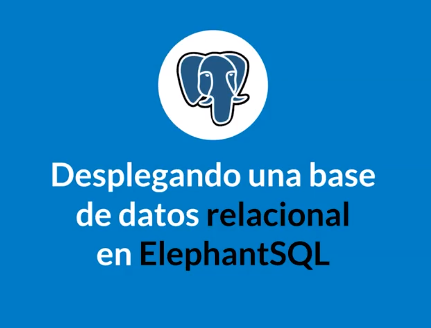 Desplegando una base
de datos relacional
en ElephantSQL